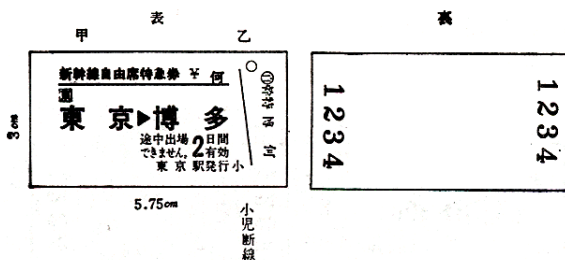 表
裏
甲
乙
新幹線自由席特急券 ¥ 何
東京▶博多
途中出場
できません。
2日間
有効
東京駅発行 小
3cm
5.75cm
小児断線
1234
1234